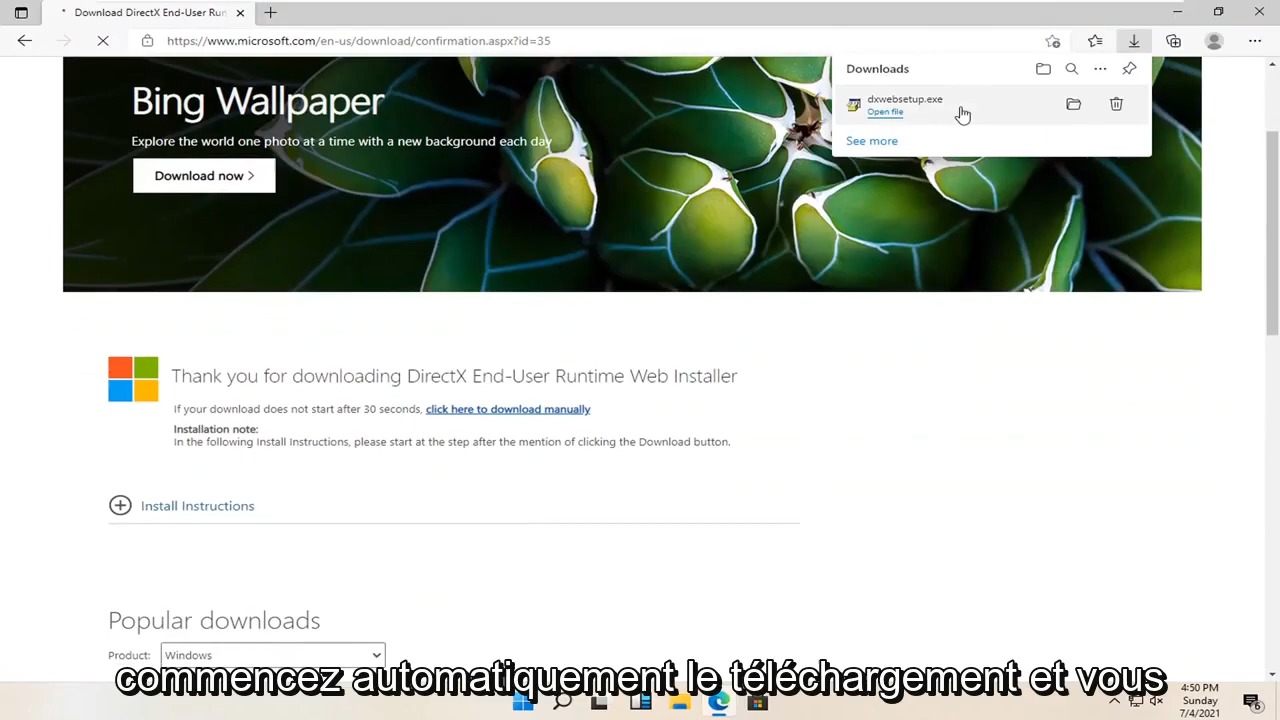 Download DirectX End-User Run
https://www.microsoft.com/en-us/download/confirmation.aspx?id=35
Downloads
dxwebsetup.exe
Open file
See more
Bing Wallpaper
Explore the world one photo at a time with a new background each day
Download now >
Thank you for downloading DirectX End-User Runtime Web Installer
If your download does not start after 30 seconds, click here to download manually
Installation note:
In the following Install Instructions, please start at the step after the mention of clicking the Download button.
Install Instructions
Popular downloads
Product: Windows
commencez automatiquement le téléchargement et vous
4:50 PM
Sunday
7/4/2021
6